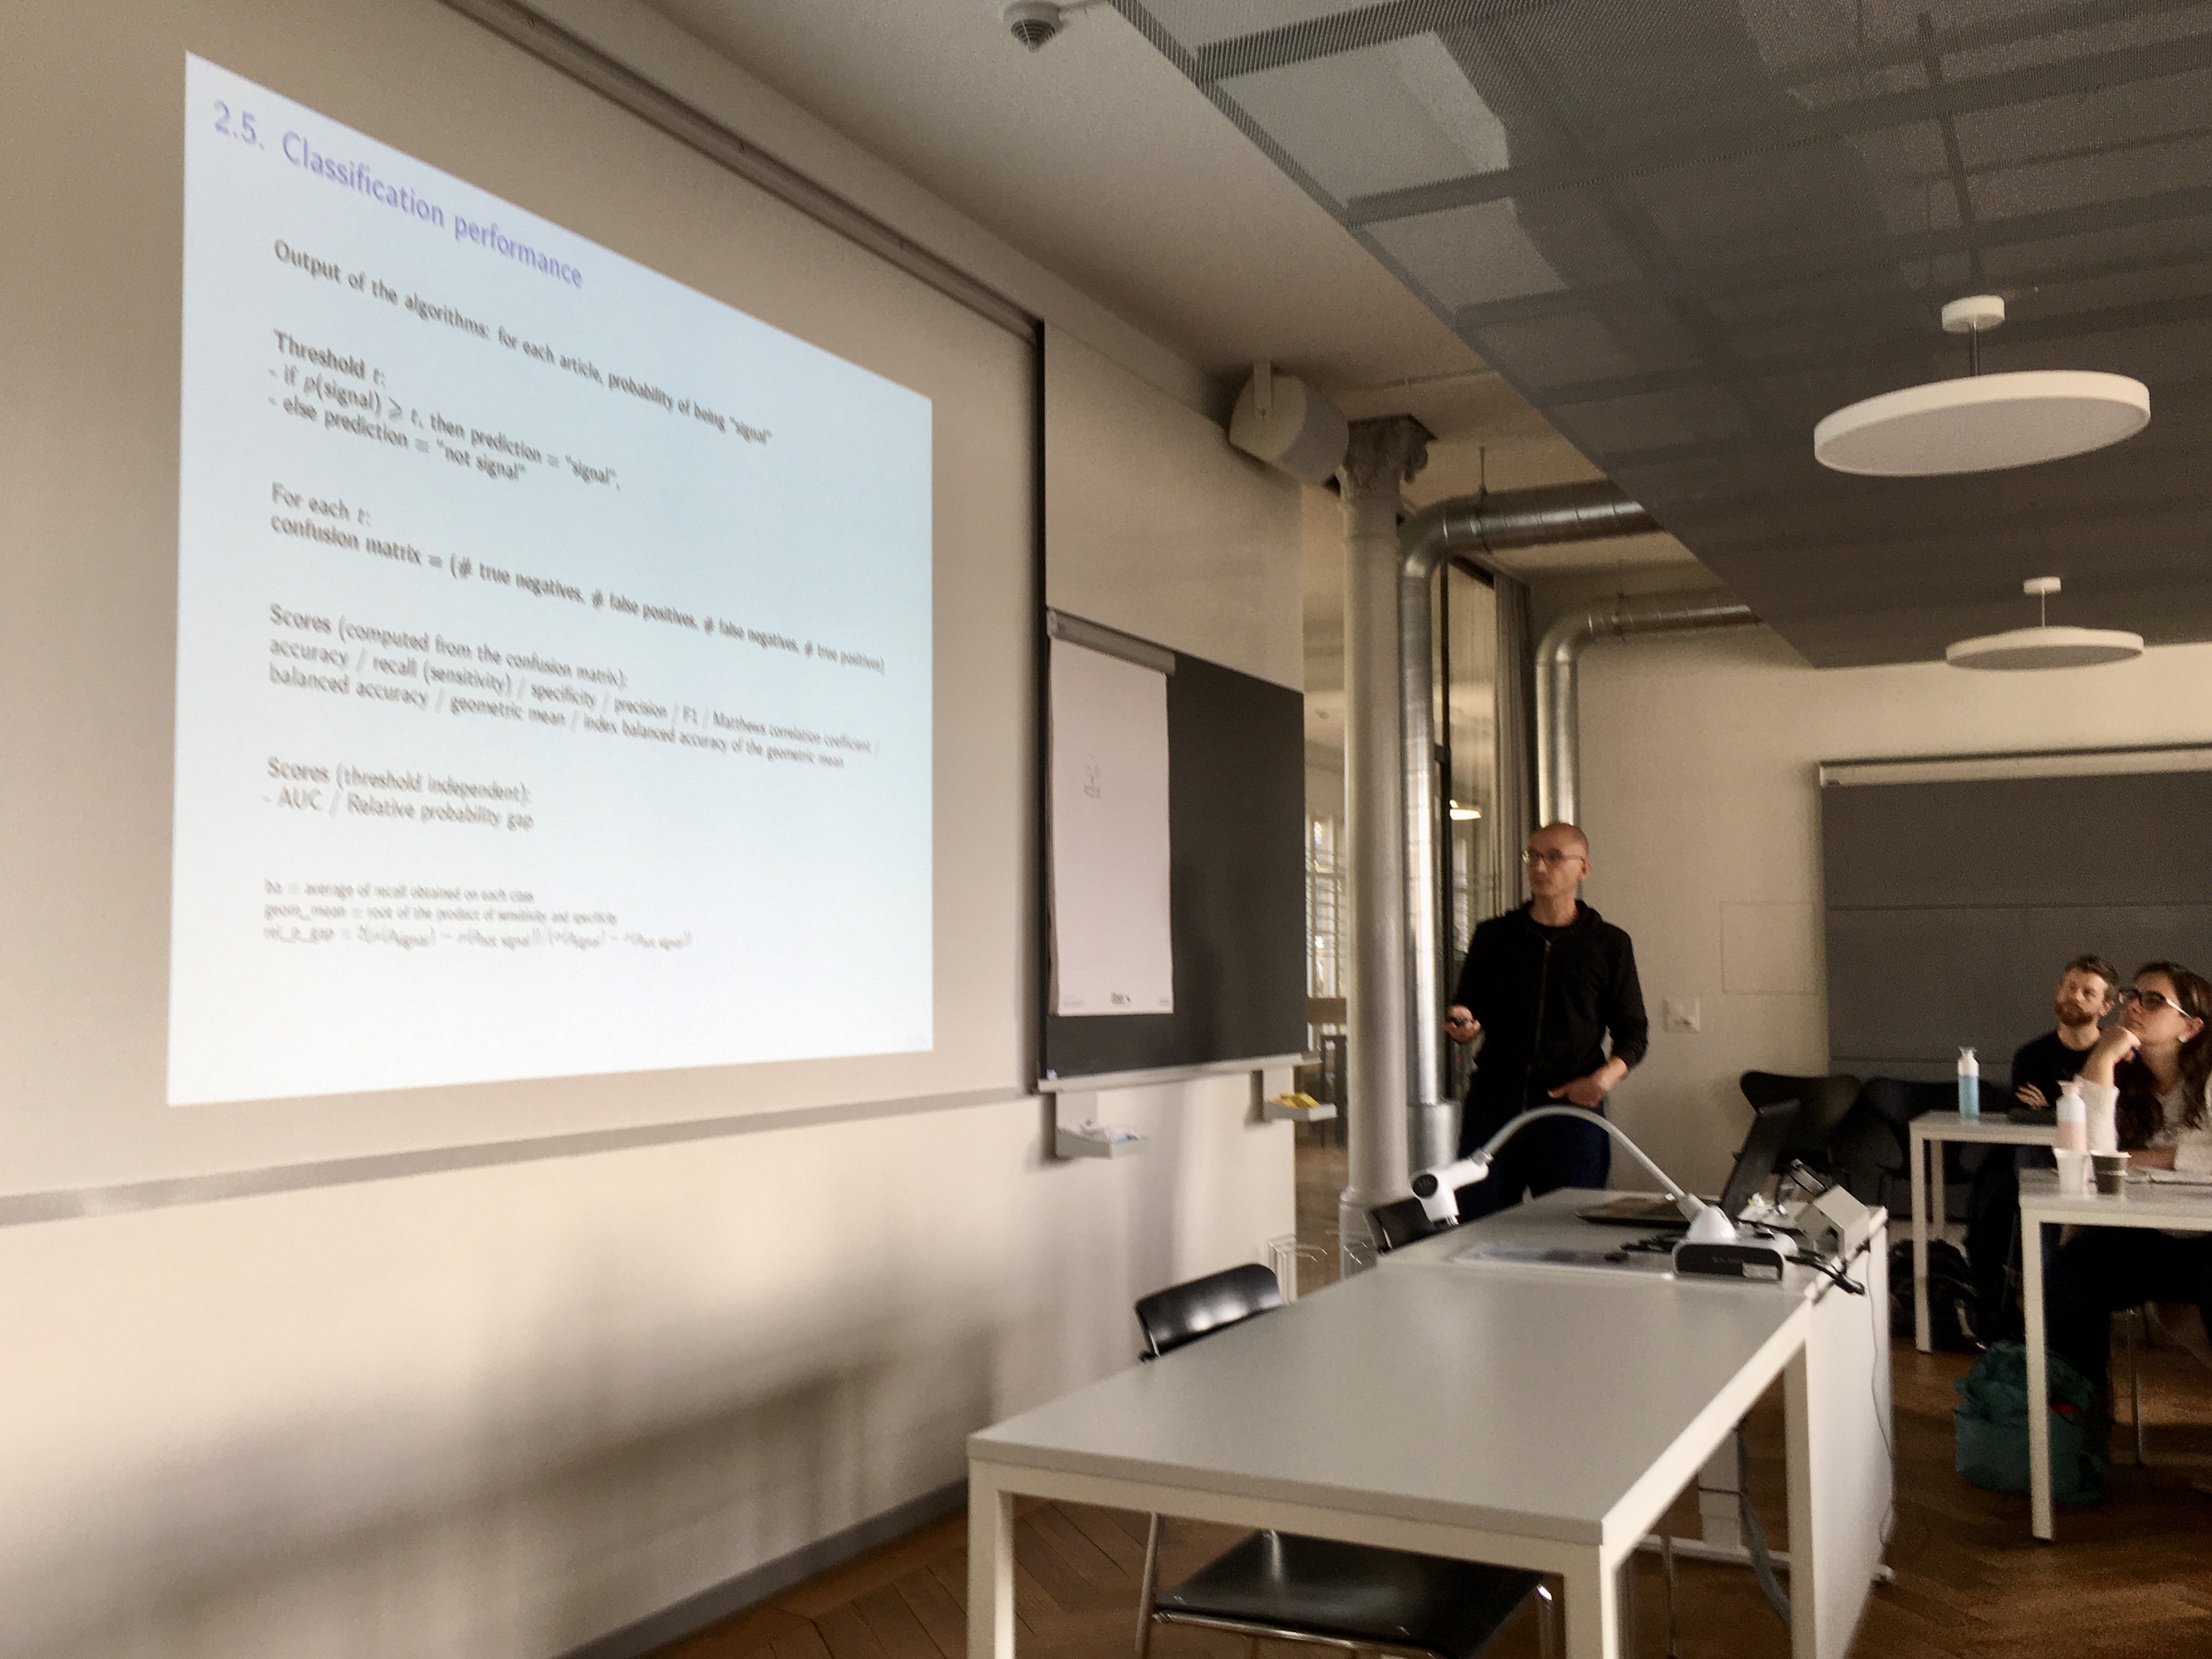 2.5. Classification performance
Output of the algorithms: for each article, probability of being "signal"
Threshold t:
- if p(signal) ⩾ t, then prediction = "signal",
- else prediction = "not signal"
For each t:
confusion matrix = (# true negatives, # false positives, # false negatives, # true positives)
Scores (computed from the confusion matrix):
accuracy / recall (sensitivity) / specificity / precision / F1 / Matthews correlation coefficient /
balanced accuracy / geometric mean / index balanced accuracy of the geometric mean
Scores (threshold independent):
- AUC / Relative probability gap
ba = average of recall obtained on each class
geom_mean = root of the product of sensitivity and specificity
rel_p_gap =